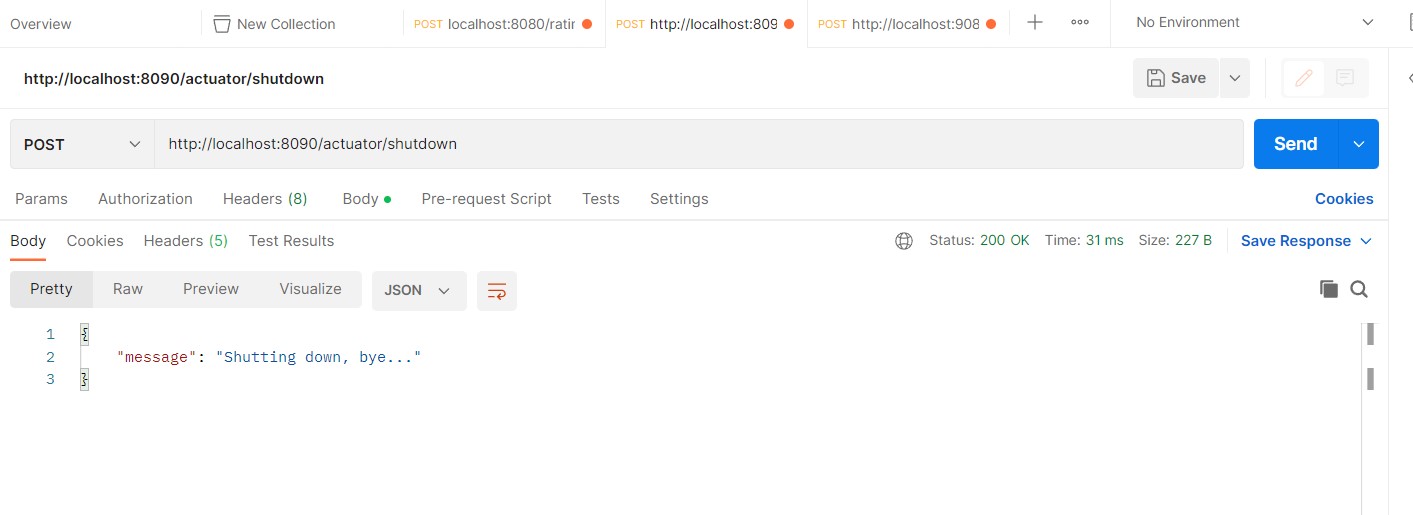 Overview New Collection POST localhost:8080/ratin POST http://localhost:809 POST http://localhost:908 No Environment
http://localhost:8090/actuator/shutdown Save
POST http://localhost:8090/actuator/shutdown Send
Params Authorization Headers (8) Body Pre-request Script Tests Settings Cookies
Body Cookies Headers (5) Test Results Status: 200 OK Time: 31 ms Size: 227 B Save Response
Pretty Raw Preview Visualize JSON
1 {
2 "message": "Shutting down, bye..."
3 }